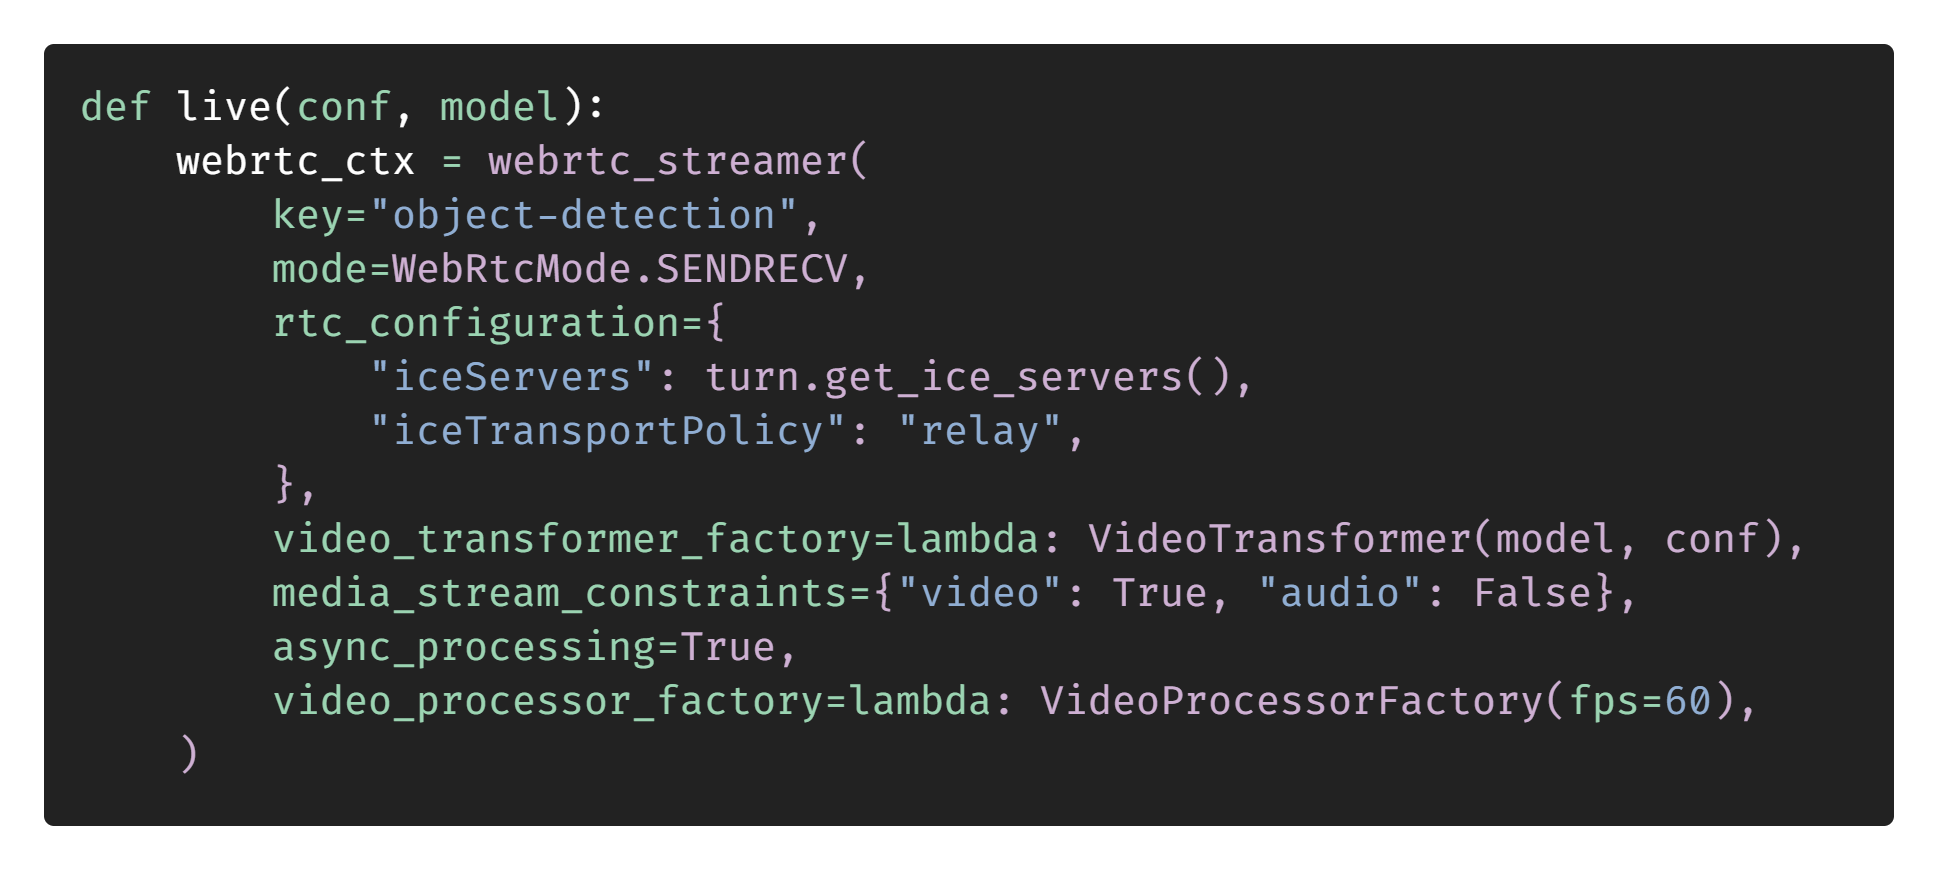 def live(conf, model):
    webrtc_ctx = webrtc_streamer(
        key="object-detection",
        mode=WebRtcMode.SENDRECV,
        rtc_configuration={
            "iceServers": turn.get_ice_servers(),
            "iceTransportPolicy": "relay",
        },
        video_transformer_factory=lambda: VideoTransformer(model, conf),
        media_stream_constraints={"video": True, "audio": False},
        async_processing=True,
        video_processor_factory=lambda: VideoProcessorFactory(fps=60),
    )